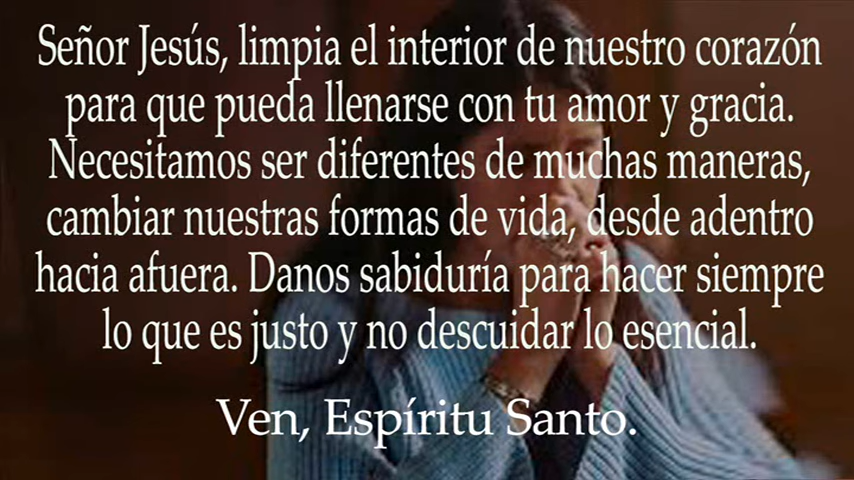 Señor Jesús, limpia el interior de nuestro corazón
para que pueda llenarse con tu amor y gracia.
Necesitamos ser diferentes de muchas maneras,
cambiar nuestras formas de vida, desde adentro
hacia afuera. Danos sabiduría para hacer siempre
lo que es justo y no descuidar lo esencial.
Ven, Espíritu Santo.